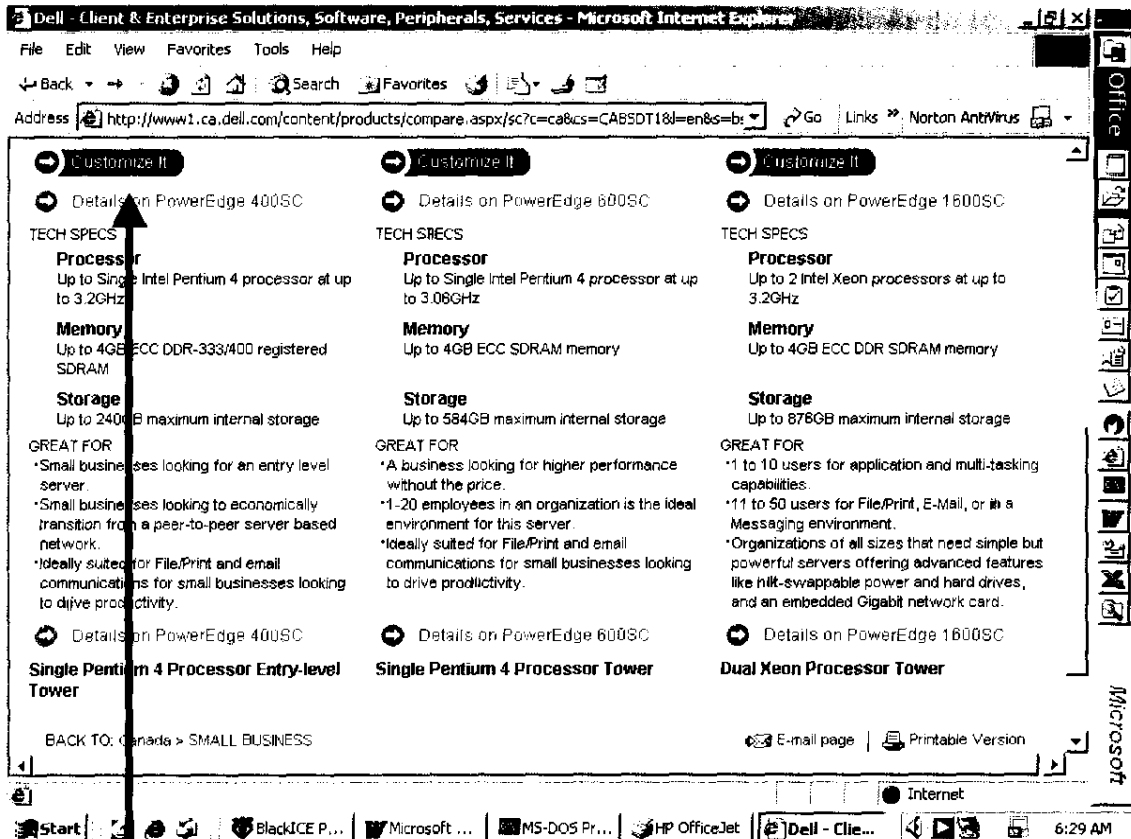 Dell - Client & Enterprise Solutions, Software, Peripherals, Services - Microsoft Internet Explorer
File Edit View Favorites Tools Help
Back Search Favorites
Address http://www1.ca.dell.com/content/products/compare.aspx/sc?c=ca&cs=CABSDT1&l=en&s=bs Go Links » Norton AntiVirus
Office
Customize It Customize It Customize It
Details on PowerEdge 400SC Details on PowerEdge 600SC Details on PowerEdge 1600SC
TECH SPECS
Processor
Up to Single Intel Pentium 4 processor at up
to 3.2GHz
Memory
Up to 4GB ECC DDR-333/400 registered
SDRAM
Storage
Up to 240GB maximum internal storage
GREAT FOR
•Small businesses looking for an entry level
server.
•Small businesses looking to economically
transition from a peer-to-peer server based
network.
•Ideally suited for File/Print and email
communications for small businesses looking
to drive productivity.
Details on PowerEdge 400SC
Single Pentium 4 Processor Entry-level
Tower
TECH SPECS
Processor
Up to Single Intel Pentium 4 processor at up
to 3.06GHz
Memory
Up to 4GB ECC SDRAM memory
Storage
Up to 584GB maximum internal storage
GREAT FOR
•A business looking for higher performance
without the price.
•1-20 employees in an organization is the ideal
environment for this server.
•Ideally suited for File/Print and email
communications for small businesses looking
to drive productivity.
Details on PowerEdge 600SC
Single Pentium 4 Processor Tower
TECH SPECS
Processor
Up to 2 Intel Xeon processors at up to
3.2GHz
Memory
Up to 4GB ECC DDR SDRAM memory
Storage
Up to 876GB maximum internal storage
GREAT FOR
•1 to 10 users for application and multi-tasking
capabilities.
•11 to 50 users for File/Print, E-Mail, or in a
Messaging environment.
•Organizations of all sizes that need simple but
powerful servers offering advanced features
like hot-swappable power and hard drives,
and an embedded Gigabit network card.
Details on PowerEdge 1600SC
Dual Xeon Processor Tower
BACK TO: Canada > SMALL BUSINESS E-mail page | Printable Version
Microsoft
Internet
Start BlackICE P... Microsoft ... MS-DOS Pr... HP OfficeJet Dell - Clie... 6:29 AM